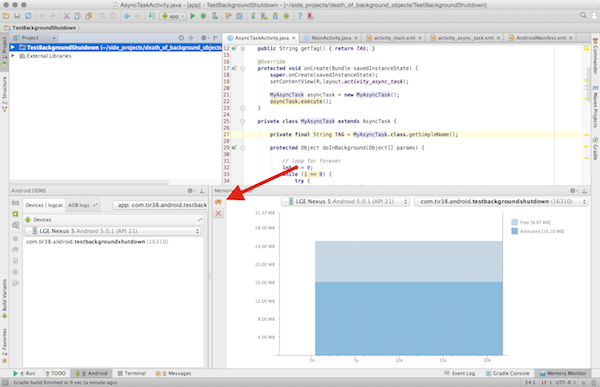 AsyncTaskActivity.java - [app] - TestBackgroundShutdown - [~/side_projects/death_of_background_objects/TestBackgroundShutdown]
app
TestBackgroundShutdown
Project
AsyncTaskActivity.java
MainActivity.java
activity_main.xml
activity_async_task.xml
AndroidManifest.xml
TestBackgroundShutdown (~/side_projects/death_of_background_objects
External Libraries
1: Project
2: Structure
Build Variants
2: Favorites
Commander
Maven Projects
Gradle
public String getTag() { return TAG; }
@Override
protected void onCreate(Bundle savedInstanceState) {
super.onCreate(savedInstanceState);
setContentView(R.layout.activity_async_task);
MyAsyncTask asyncTask = new MyAsyncTask();
asyncTask.execute();
}
private class MyAsyncTask extends AsyncTask {
27 private final String TAG = MyAsyncTask.class.getSimpleName();
protected Object doInBackground(Object[] params) {
// loop for forever
int = 0;
while (i == 0) {
try {
Android DDMS
Devices | logcat
ADB logs
app: com.tir38.android.testback
Devices
LGE Nexus 5 Android 5.0.1 (API 21)
com.tir38.android.testbackgroundshutdown (16310)
Memory
LGE Nexus 5 Android 5.0.1 (API 21)
com.tir38.android.testbackgroundshutdown (16310)
31.37 MB
28.00 MB
24.00 MB
20.00 MB
16.00 MB
12.00 MB
8.00 MB
4.00 MB
0s
10s
20s
Free (8.97 MB)
Allocated (16.10 MB)
4: Run
TODO
6: Android
Terminal
0: Messages
Event Log
Gradle Console
Memory Monitor
Gradle build finished in 9 sec (a minute ago)
14:1
LF
UTF-8